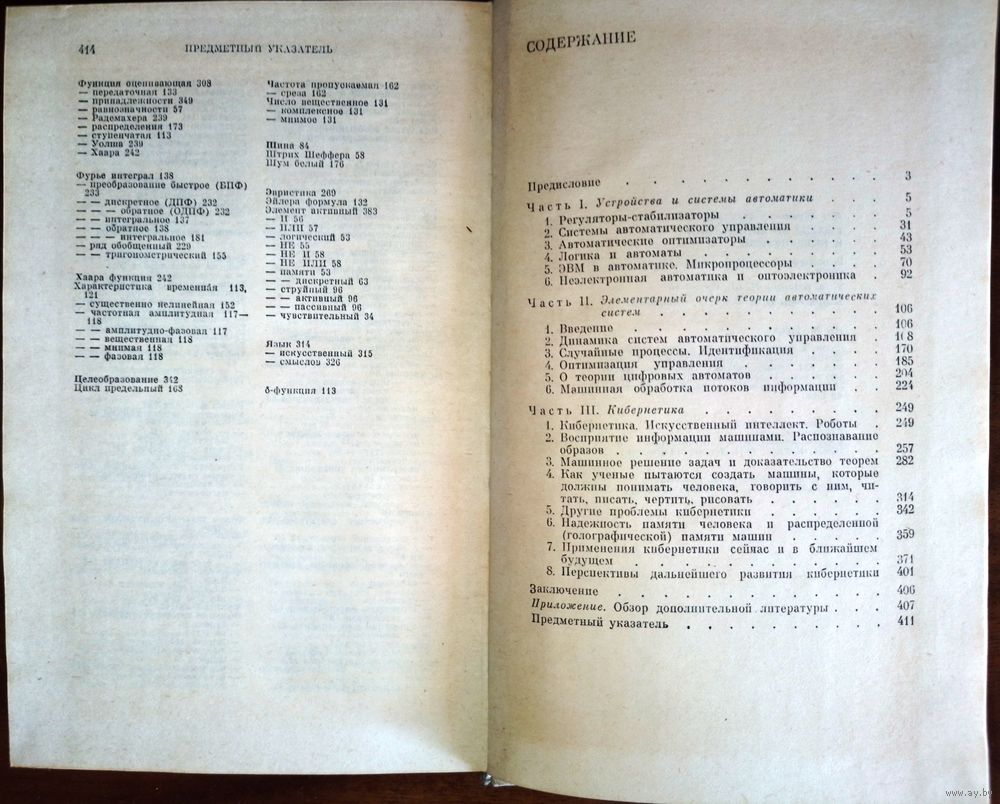 414
ПРЕДМЕТНЫЙ УКАЗАТЕЛЬ
Функция оценивающая 308
— передаточная 133
— принадлежности 349
— равнозначности 57
— Радемахера 239
— распределения 173
— ступенчатая 113
— Уолша 239
— Хаара 242
Фурье интеграл 138
— преобразование быстрое (БПФ)
233
— — дискретное (ДПФ) 232
— — — обратное (ОДПФ) 232
— — интегральное 137
— — обратное 138
— — — интегральное 181
— ряд обобщенный 229
— — тригонометрический 155
Хаара функция 242
Характеристика временная 113,
121
— существенно нелинейная 152
— частотная амплитудная 117—
118
— — амплитудно-фазовая 117
— — вещественная 118
— — мнимая 118
— — фазовая 118
Целеобразование 342
Цикл предельный 168
Частота пропускаемая 162
— среза 162
Число вещественное 131
— комплексное 131
— мнимое 131
Шина 84
Штрих Шеффера 58
Шум белый 176
Эвристика 269
Эйлера формула 132
Элемент активный 383
— И 56
— ИЛИ 57
— логический 53
— НЕ 55
— НЕ И 58
— НЕ ИЛИ 58
— памяти 53
— — дискретный 63
— струйный 96
— — активный 96
— — пассивный 96
— чувствительный 34
Язык 314
— искусственный 315
— смыслов 326
δ-функция 113
СОДЕРЖАНИЕ
Предисловие . . . . . . . . . . 3
Часть I. Устройства и системы автоматики . . . 5
1. Регуляторы-стабилизаторы . . . . . . 5
2. Системы автоматического управления . . . . 31
3. Автоматические оптимизаторы . . . . . 43
4. Логика и автоматы . . . . . . . 53
5. ЭВМ в автоматике. Микропроцессоры . . . . 70
6. Неэлектронная автоматика и оптоэлектроника . . 92
Часть II. Элементарный очерк теории автоматических
систем . . . . . . . . . . 106
1. Введение . . . . . . . . . 106
2. Динамика систем автоматического управления . 108
3. Случайные процессы. Идентификация . . . . 170
4. Оптимизация управления . . . . . . 185
5. О теории цифровых автоматов . . . . . 204
6. Машинная обработка потоков информации . . 224
Часть III. Кибернетика . . . . . . . . 249
1. Кибернетика. Искусственный интеллект. Роботы . 249
2. Восприятие информации машинами. Распознавание
образов . . . . . . . . . . 257
3. Машинное решение задач и доказательство теорем 282
4. Как ученые пытаются создать машины, которые
должны понимать человека, говорить с ним, чи-
тать, писать, чертить, рисовать . . . . . . 314
5. Другие проблемы кибернетики . . . . . 342
6. Надежность памяти человека и распределенной
(голографической) памяти машин . . . . . 359
7. Применения кибернетики сейчас и в ближайшем
будущем . . . . . . . . . . 371
8. Перспективы дальнейшего развития кибернетики 401
Заключение . . . . . . . . . . . 406
Приложение. Обзор дополнительной литературы . . . 407
Предметный указатель . . . . . . . . . 411
www.ay.by